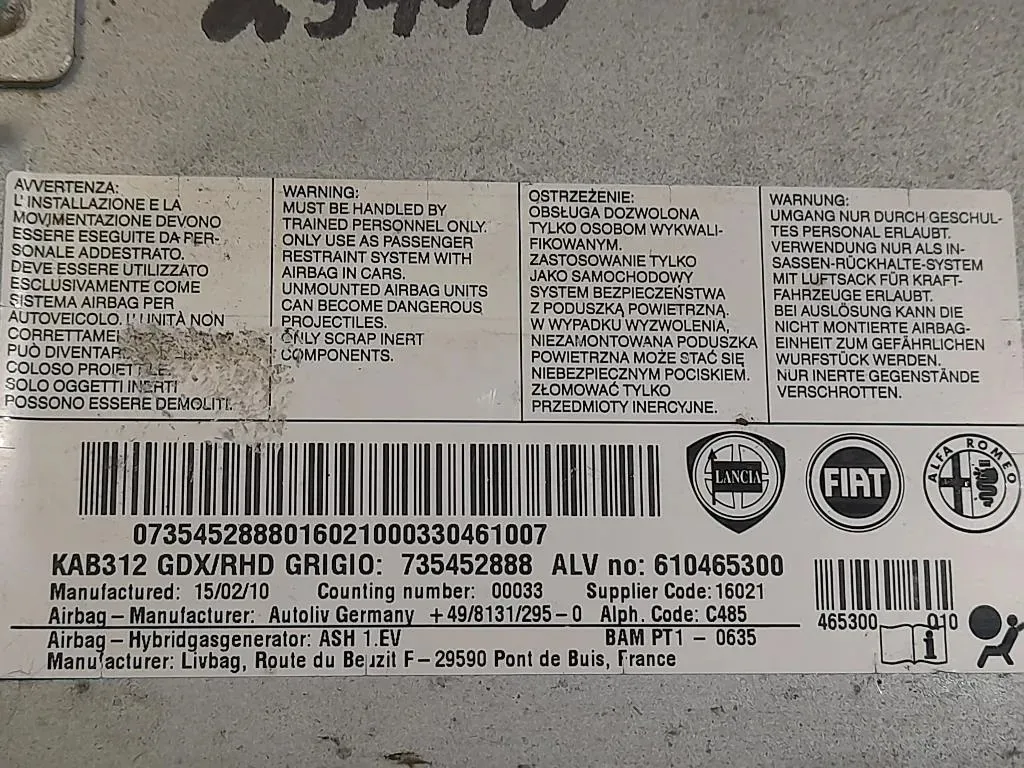 AVVERTENZA:
L' INSTALLAZIONE E LA
MOVIMENTAZIONE DEVONO
ESSERE ESEGUITE DA PER-
SONALE ADDESTRATO.
DEVE ESSERE UTILIZZATO
ESCLUSIVAMENTE COME
SISTEMA AIRBAG PER
AUTOVEICOLO. L'UNITÀ NON
CORRETTAME
PUÒ DIVENTAR
COLOSO PROIETTILE.
SOLO OGGETTI INERTI
POSSONO ESSERE DEMOLITI.
WARNING:
MUST BE HANDLED BY
TRAINED PERSONNEL ONLY.
ONLY USE AS PASSENGER
RESTRAINT SYSTEM WITH
AIRBAG IN CARS.
UNMOUNTED AIRBAG UNITS
CAN BECOME DANGEROUS
PROJECTILES.
ONLY SCRAP INERT
COMPONENTS.
OSTRZEŻENIE:
OBSŁUGA DOZWOLONA
TYLKO OSOBOM WYKWALI-
FIKOWANYM.
ZASTOSOWANIE TYLKO
JAKO SAMOCHODOWY
SYSTEM BEZPIECZEŃSTWA
Z PODUSZKĄ POWIETRZNĄ.
W WYPADKU WYZWOLENIA,
NIEZAMONTOWANA PODUSZKA
POWIETRZNA MOŻE STAĆ SIĘ
NIEBEZPIECZNYM POCISKIEM.
ZŁOMOWAĆ TYLKO
PRZEDMIOTY INERCYJNE.
WARNUNG:
UMGANG NUR DURCH GESCHUL-
TES PERSONAL ERLAUBT.
VERWENDUNG NUR ALS IN-
SASSEN-RÜCKHALTE-SYSTEM
MIT LUFTSACK FÜR KRAFT-
FAHRZEUGE ERLAUBT.
BEI AUSLÖSUNG KANN DIE
NICHT MONTIERTE AIRBAG-
EINHEIT ZUM GEFÄHRLICHEN
WURFSTÜCK WERDEN.
NUR INERTE GEGENSTÄNDE
VERSCHROTTEN.
LANCIA
FIAT
ALFA ROMEO
0735452888016021000330461007
KAB312 GDX/RHD GRIGIO: 735452888 ALV no: 610465300
Manufactured: 15/02/10 Counting number: 00033 Supplier Code: 16021
Airbag – Manufacturer: Autoliv Germany +49/8131/295 – 0 Alph. Code: C485
Airbag – Hybridgasgenerator: ASH 1.EV BAM PT1 – 0635
Manufacturer: Livbag, Route du Beuzit F – 29590 Pont de Buis, France
465300 010
i